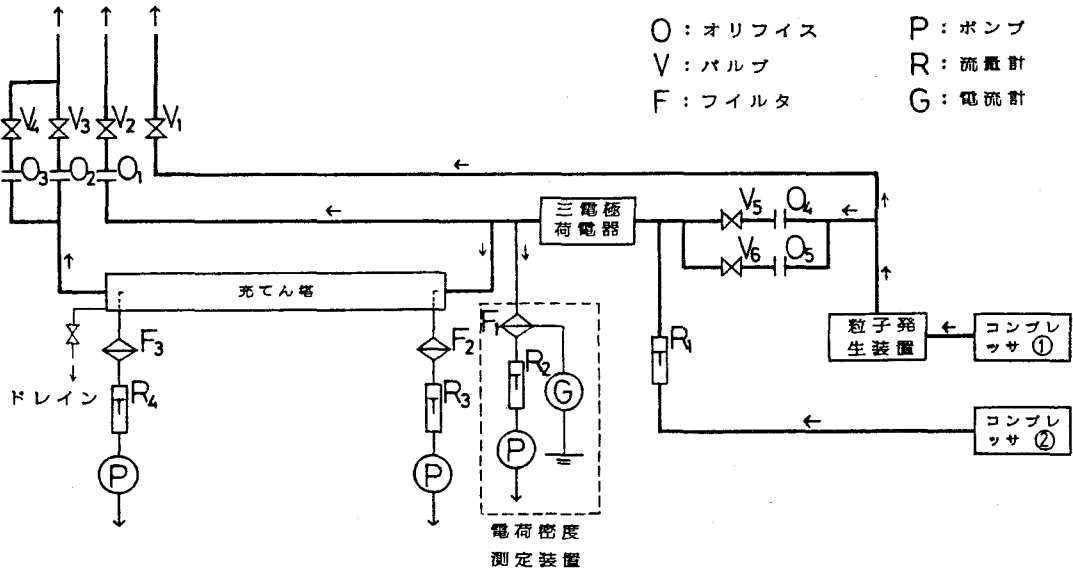 O : オリフイス
V : バルブ
F : フイルタ
P : ポンプ
R : 流量計
G : 電流計
V4
V3
V2
V1
O3
O2
O1
三電極
荷電器
V5
O4
V6
O5
充てん塔
粒子発
生装置
コンプレ
ッサ ①
コンプレ
ッサ ②
F3
F2
F1
R1
R2
R3
R4
G
P
P
P
ドレイン
電荷密度
測定装置